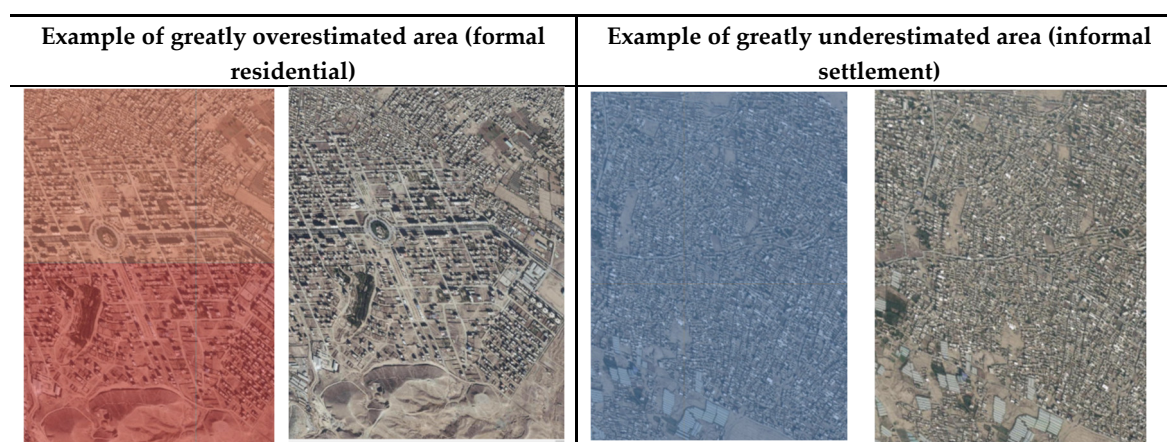 Example of greatly overestimated area (formal
residential)
Example of greatly underestimated area (informal
settlement)